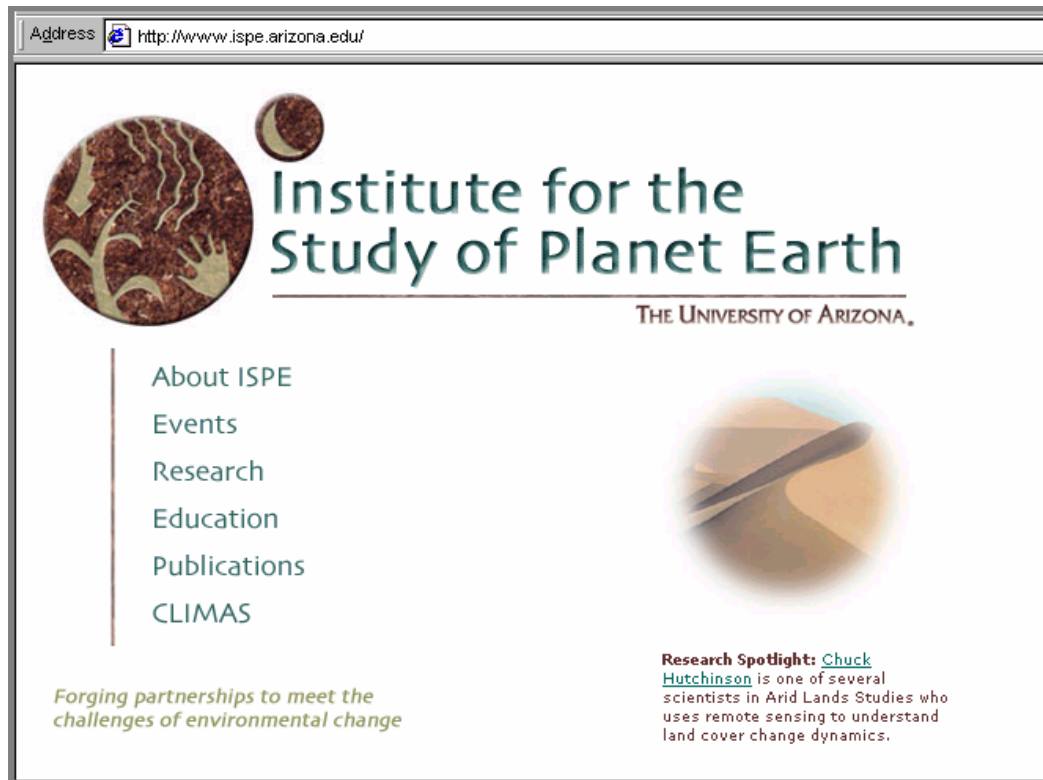 Address http://www.ispe.arizona.edu/
Institute for the
Study of Planet Earth
THE UNIVERSITY OF ARIZONA®
About ISPE
Events
Research
Education
Publications
CLIMAS
Forging partnerships to meet the
challenges of environmental change
Research Spotlight: Chuck
Hutchinson is one of several
scientists in Arid Lands Studies who
uses remote sensing to understand
land cover change dynamics.